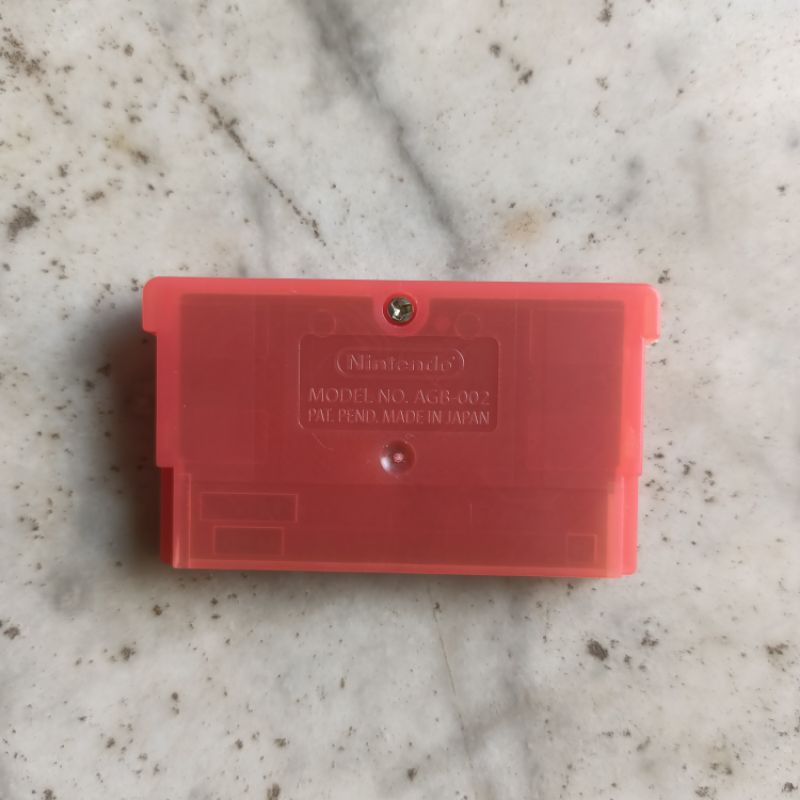 Nintendo®
MODEL NO. AGB-002
PAT. PEND. MADE IN JAPAN